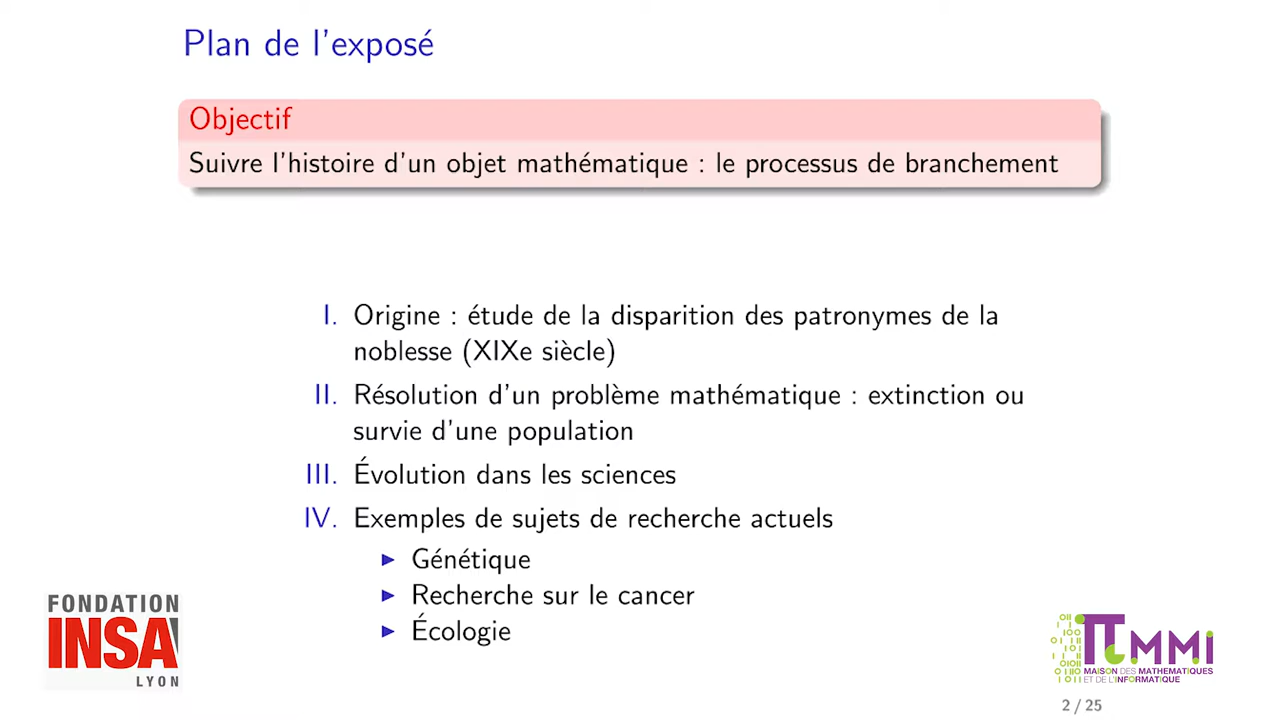 Plan de l'exposé
Objectif
Suivre l'histoire d'un objet mathématique : le processus de branchement
I. Origine : étude de la disparition des patronymes de la
noblesse (XIXe siècle)
II. Résolution d'un problème mathématique : extinction ou
survie d'une population
III. Évolution dans les sciences
IV. Exemples de sujets de recherche actuels
▶ Génétique
▶ Recherche sur le cancer
▶ Écologie
FONDATION
INSA
LYON
MMI
MAISON DES MATHEMATIQUES
ET DE L'INFORMATIQUE
2 / 25